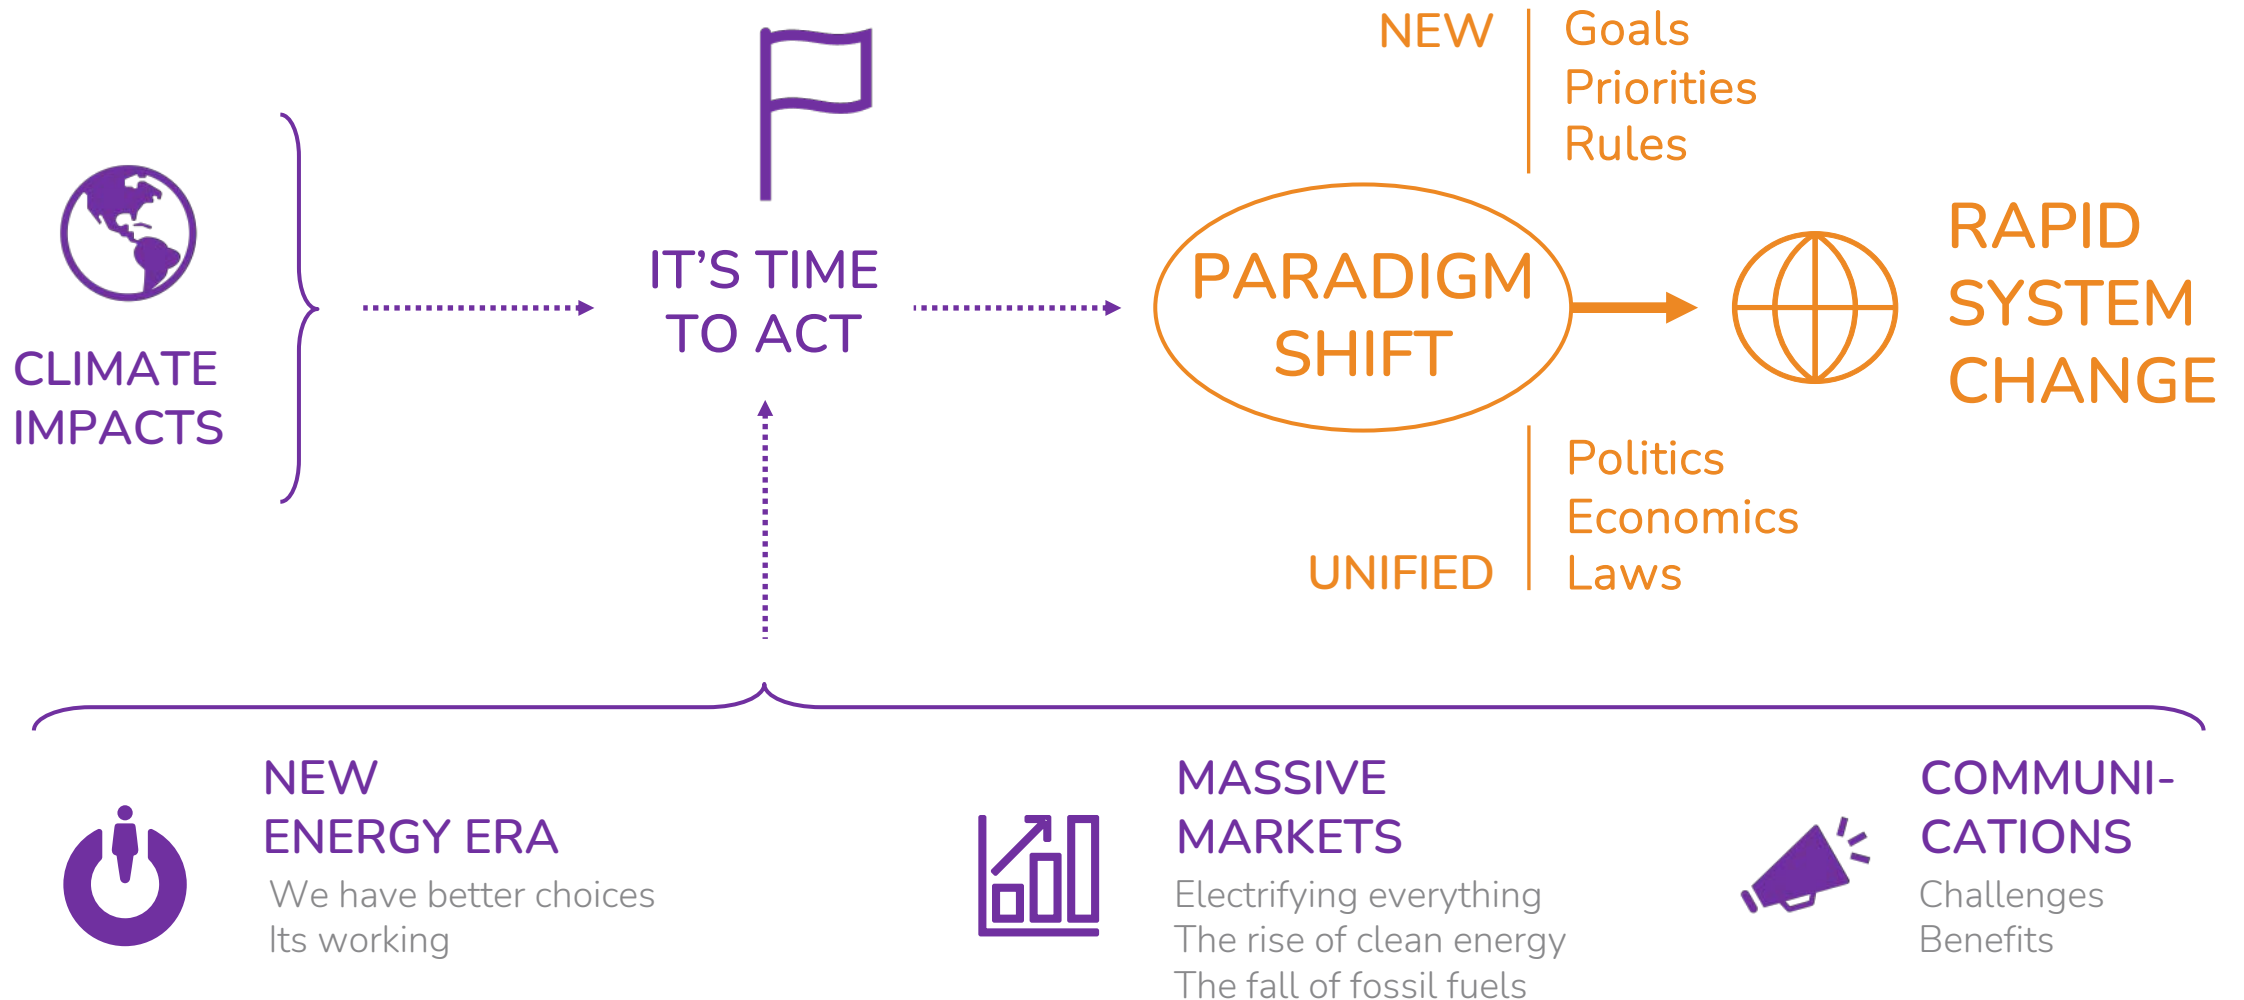 CLIMATE
IMPACTS
IT’S TIME
TO ACT
NEW
Goals
Priorities
Rules
PARADIGM
SHIFT
UNIFIED
Politics
Economics
Laws
RAPID
SYSTEM
CHANGE
NEW
ENERGY ERA
We have better choices
Its working
MASSIVE
MARKETS
Electrifying everything
The rise of clean energy
The fall of fossil fuels
COMMUNI-
CATIONS
Challenges
Benefits